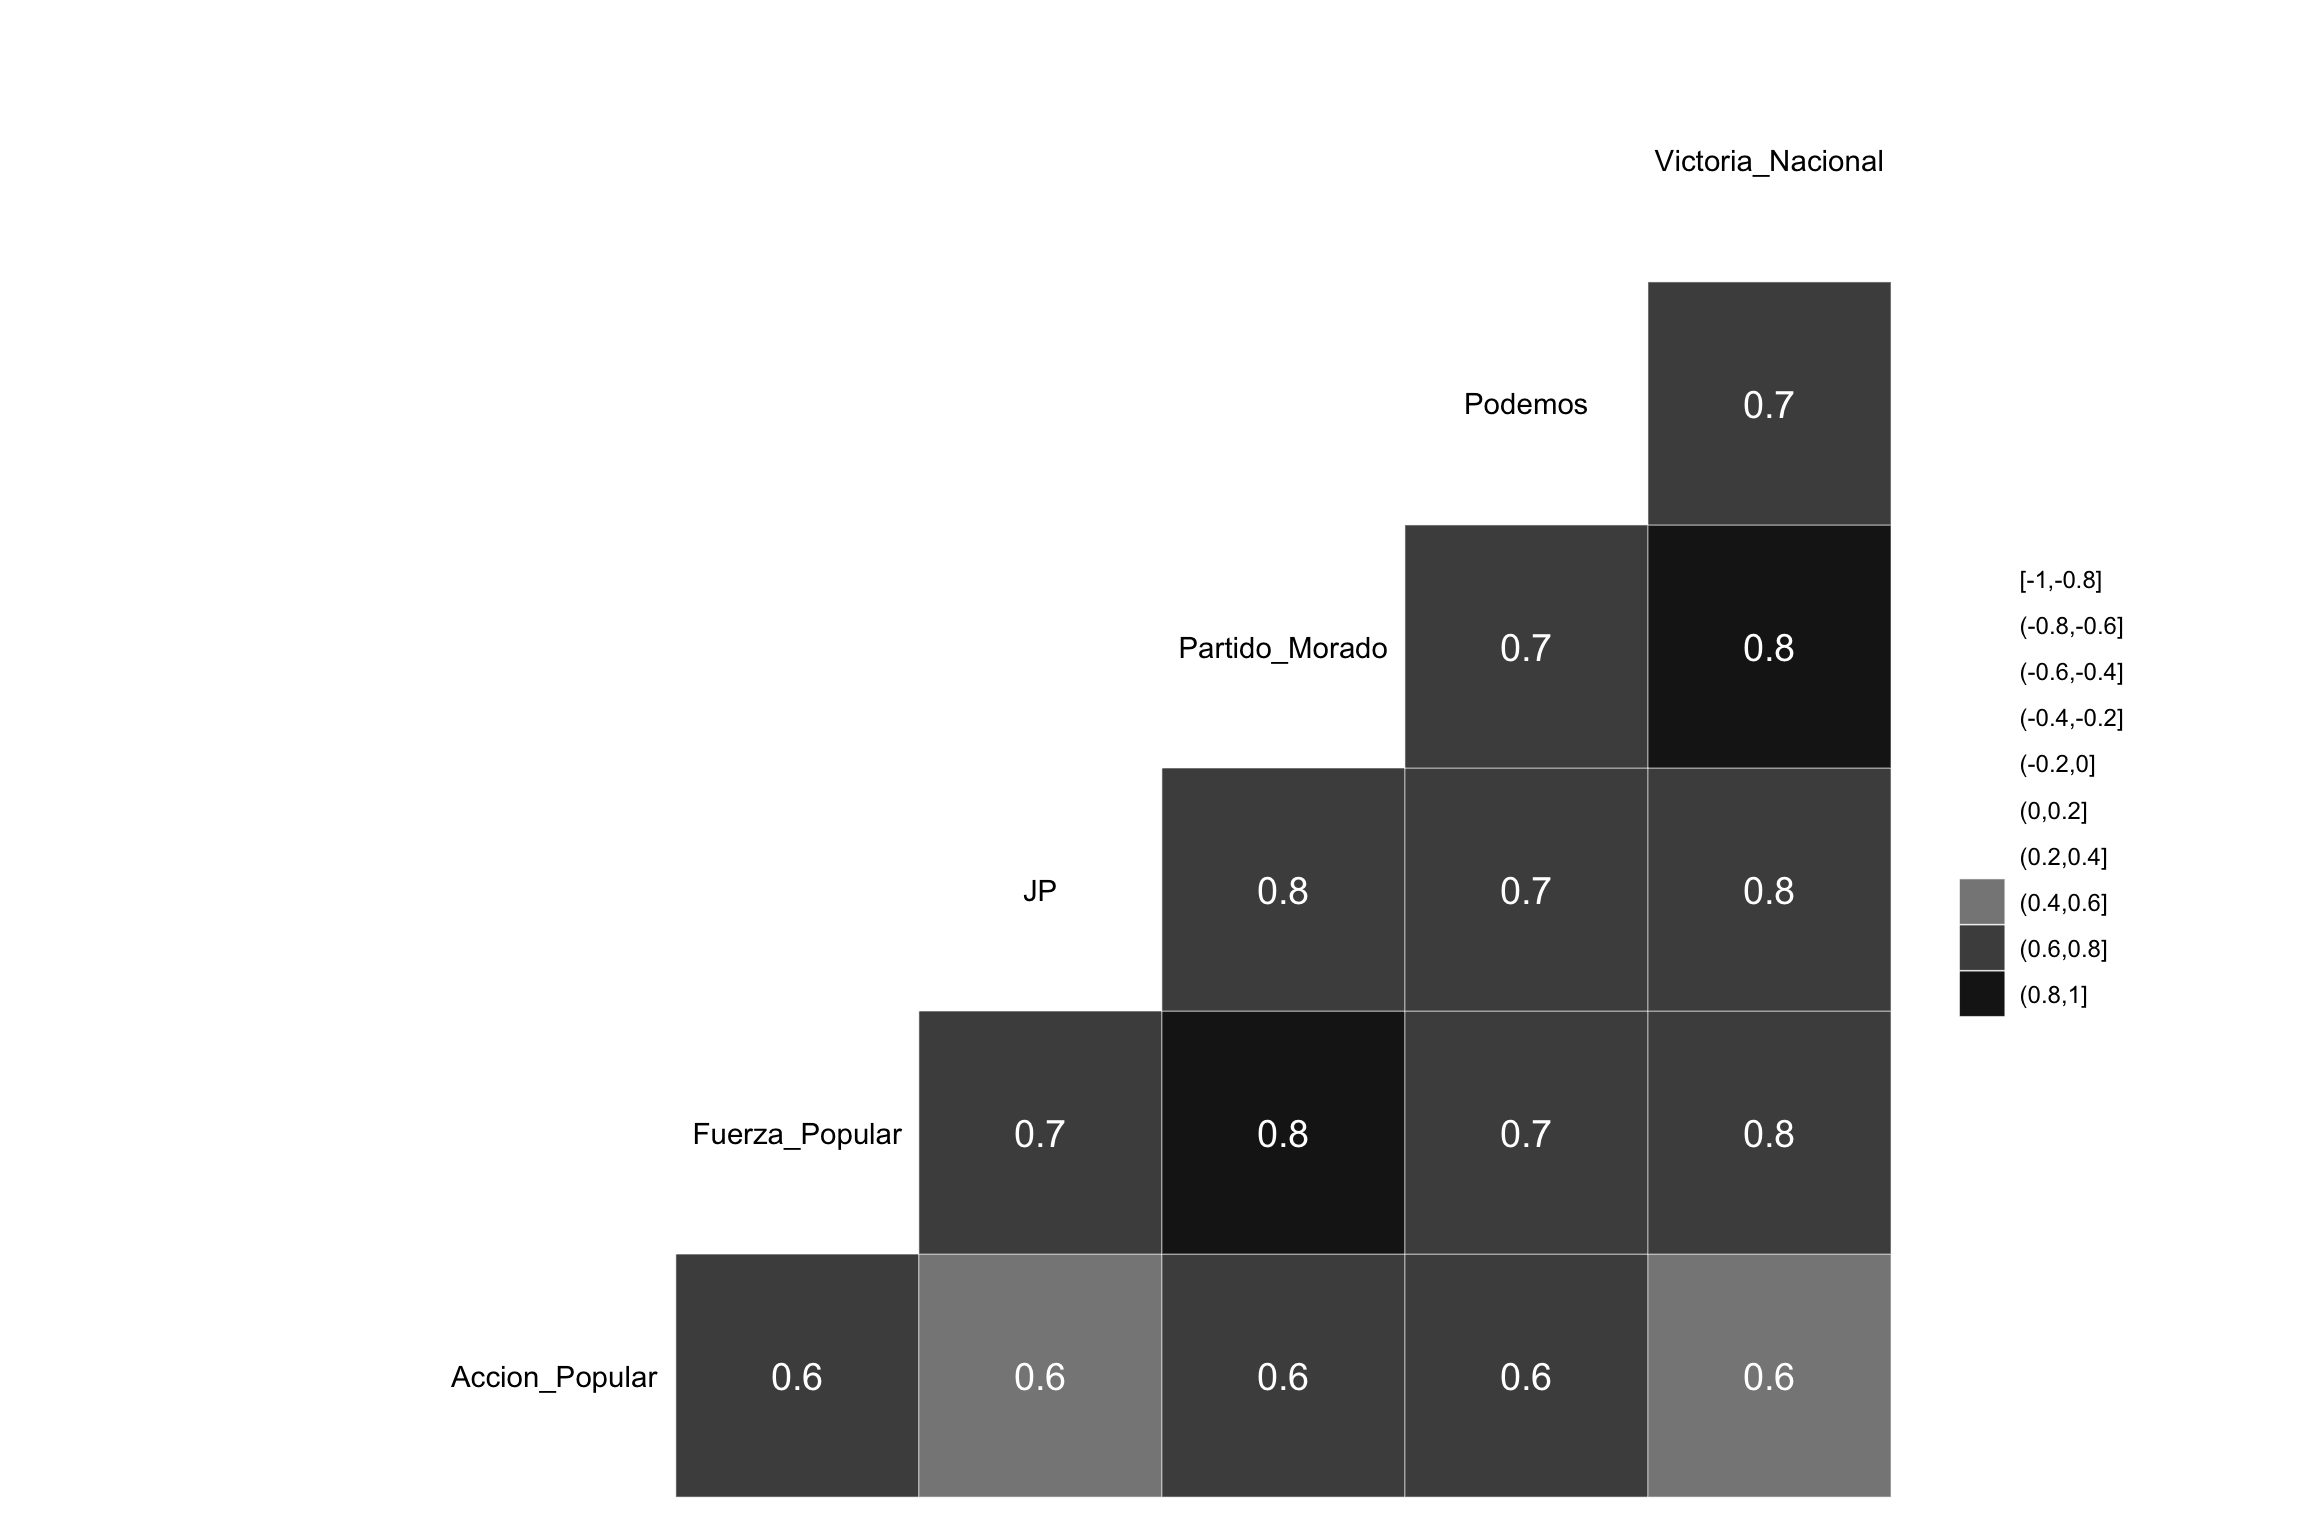 Victoria_Nacional
Podemos 0.7
Partido_Morado 0.7 0.8
JP 0.8 0.7 0.8
Fuerza_Popular 0.7 0.8 0.7 0.8
Accion_Popular 0.6 0.6 0.6 0.6 0.6
[-1,-0.8]
(-0.8,-0.6]
(-0.6,-0.4]
(-0.4,-0.2]
(-0.2,0]
(0,0.2]
(0.2,0.4]
(0.4,0.6]
(0.6,0.8]
(0.8,1]